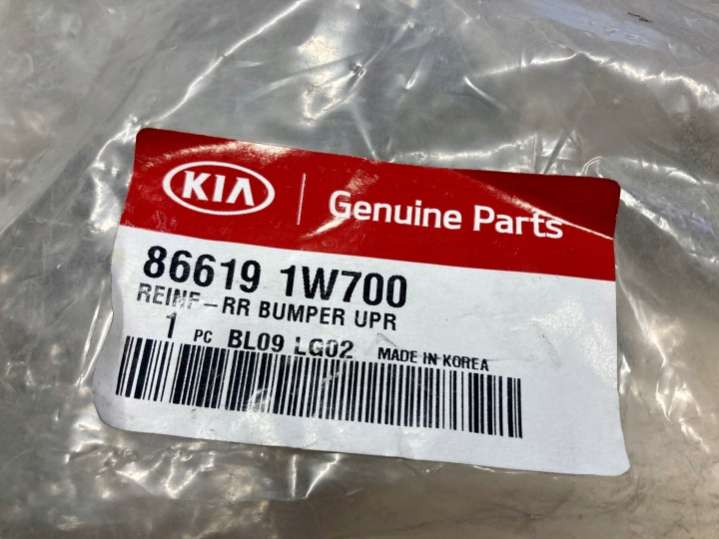 KIA Genuine Parts
86619 1W700
REINF-RR BUMPER UPR
1 PC BL09 LG02 MADE IN KOREA